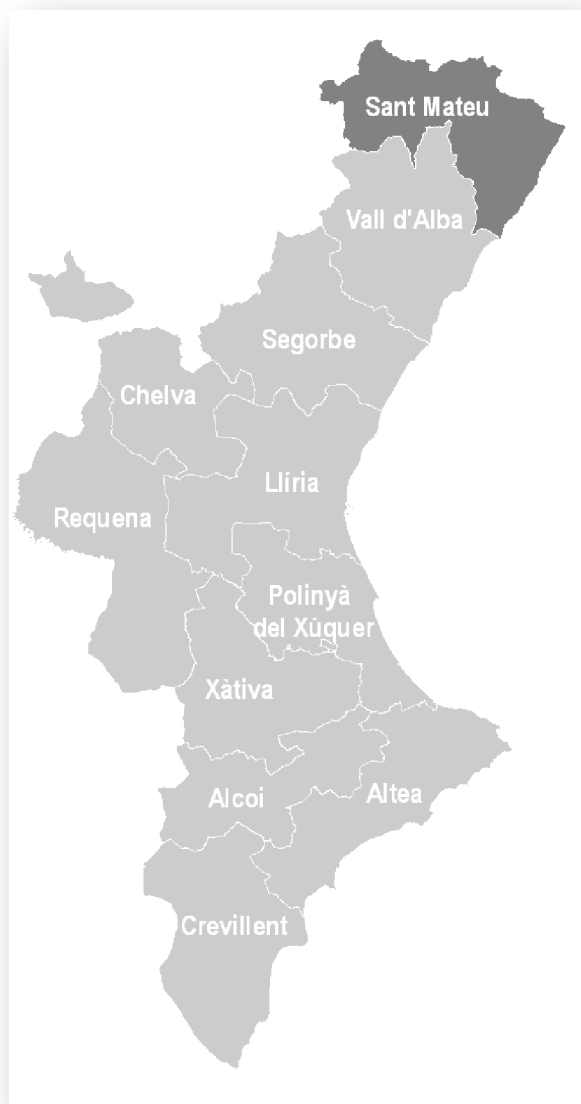 Sant Mateu
Vall d'Alba
Segorbe
Chelva
Llíria
Requena
Polinyà
del Xúquer
Xàtiva
Alcoi
Altea
Crevillent